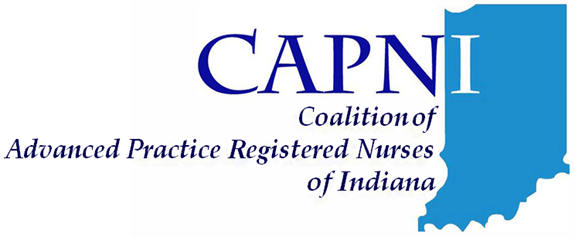 CAPNI
Coalition of
Advanced Practice Registered Nurses
of Indiana